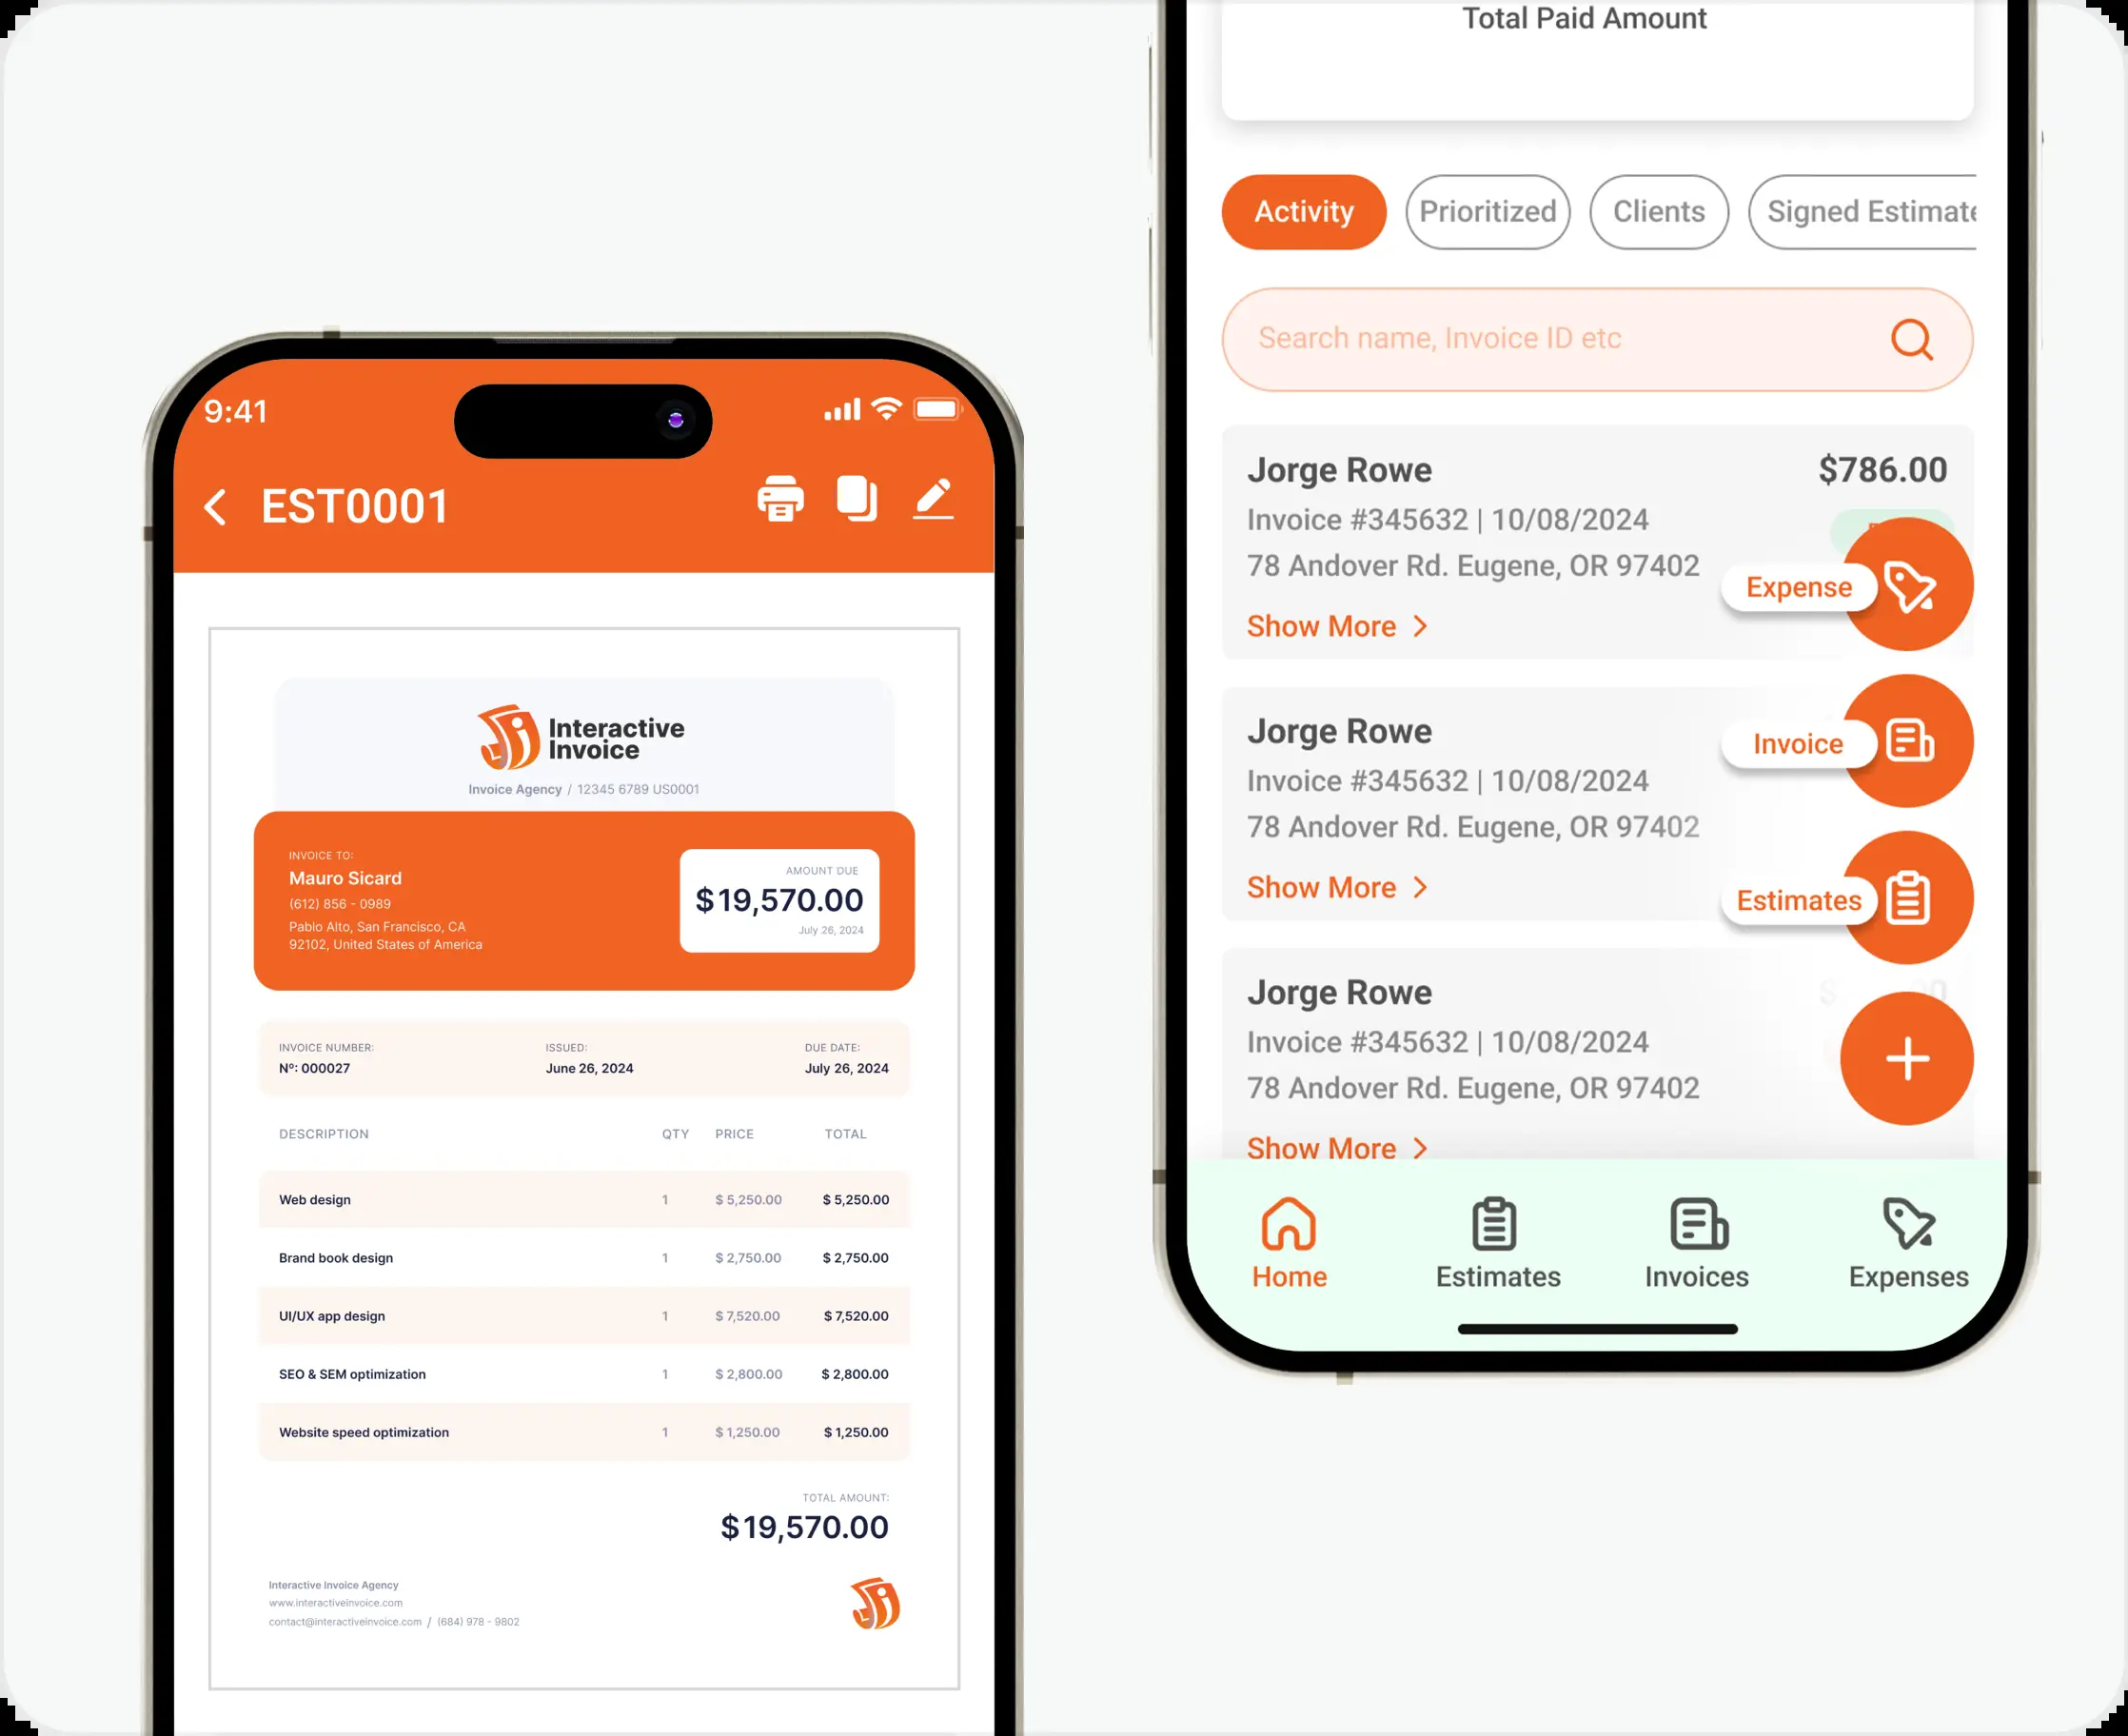 9:41
EST0001
Interactive
Invoice
Invoice Agency / 12345 6789 US0001
INVOICE TO:
Mauro Sicard
(612) 856 - 0989
Pablo Alto, San Francisco, CA
92102, United States of America
AMOUNT DUE
$19,570.00
July 26, 2024
INVOICE NUMBER: ISSUED: DUE DATE:
Nº: 000027 June 26, 2024 July 26, 2024
DESCRIPTION QTY PRICE TOTAL
Web design 1 $ 5,250.00 $ 5,250.00
Brand book design 1 $ 2,750.00 $ 2,750.00
UI/UX app design 1 $ 7,520.00 $ 7,520.00
SEO & SEM optimization 1 $ 2,800.00 $ 2,800.00
Website speed optimization 1 $ 1,250.00 $ 1,250.00
TOTAL AMOUNT:
$19,570.00
Interactive Invoice Agency
www.interactiveinvoice.com
contact@interactiveinvoice.com / (684) 978 - 9802
Total Paid Amount
Activity Prioritized Clients Signed Estimate
Search name, Invoice ID etc
Jorge Rowe $786.00
Invoice #345632 | 10/08/2024
78 Andover Rd. Eugene, OR 97402
Expense
Show More
Jorge Rowe
Invoice
Invoice #345632 | 10/08/2024
78 Andover Rd. Eugene, OR 97402
Show More
Estimates
Jorge Rowe
Invoice #345632 | 10/08/2024
78 Andover Rd. Eugene, OR 97402
Show More
Home Estimates Invoices Expenses